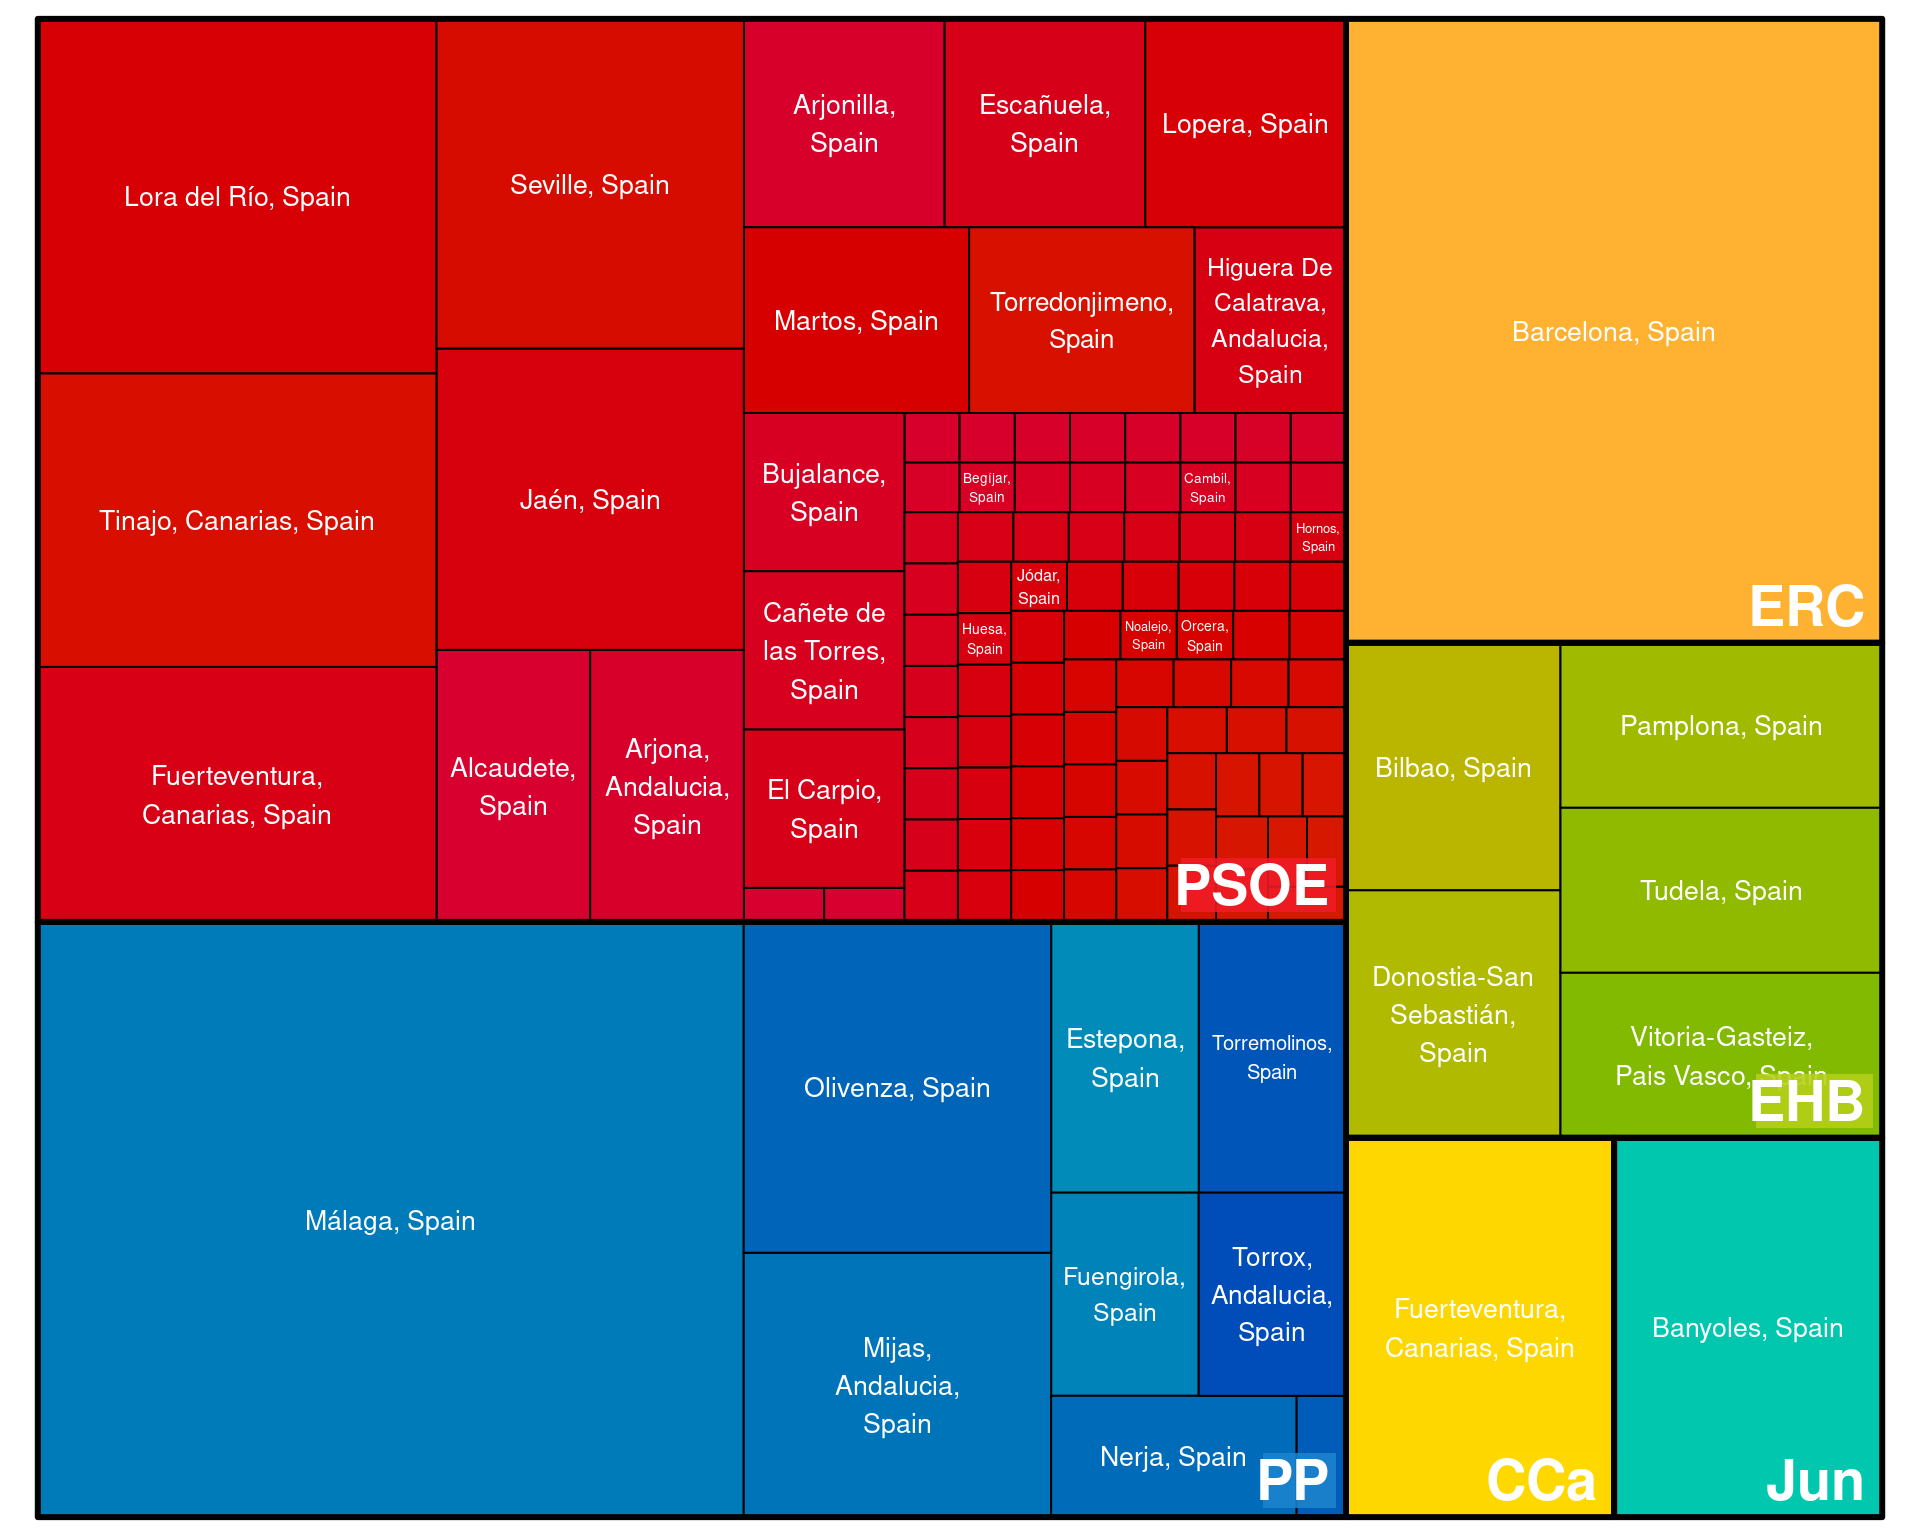 Lora del Río, Spain
Seville, Spain
Arjonilla,
Spain
Escañuela,
Spain
Lopera, Spain
Martos, Spain
Torredonjimeno,
Spain
Higuera De
Calatrava,
Andalucia,
Spain
Tinajo, Canarias, Spain
Jaén, Spain
Bujalance,
Spain
Begíjar,
Spain
Cambil,
Spain
Hornos,
Spain
Jódar,
Spain
Huesa,
Spain
Noalejo,
Spain
Orcera,
Spain
Cañete de
las Torres,
Spain
Fuerteventura,
Canarias, Spain
Alcaudete,
Spain
Arjona,
Andalucia,
Spain
El Carpio,
Spain
PSOE
Málaga, Spain
Olivenza, Spain
Mijas,
Andalucia,
Spain
Estepona,
Spain
Torremolinos,
Spain
Fuengirola,
Spain
Torrox,
Andalucia,
Spain
Nerja, Spain
PP
Barcelona, Spain
ERC
Bilbao, Spain
Donostia-San
Sebastián,
Spain
Pamplona, Spain
Tudela, Spain
Vitoria-Gasteiz,
Pais Vasco, Spain
EHB
Fuerteventura,
Canarias, Spain
CCa
Banyoles, Spain
Jun